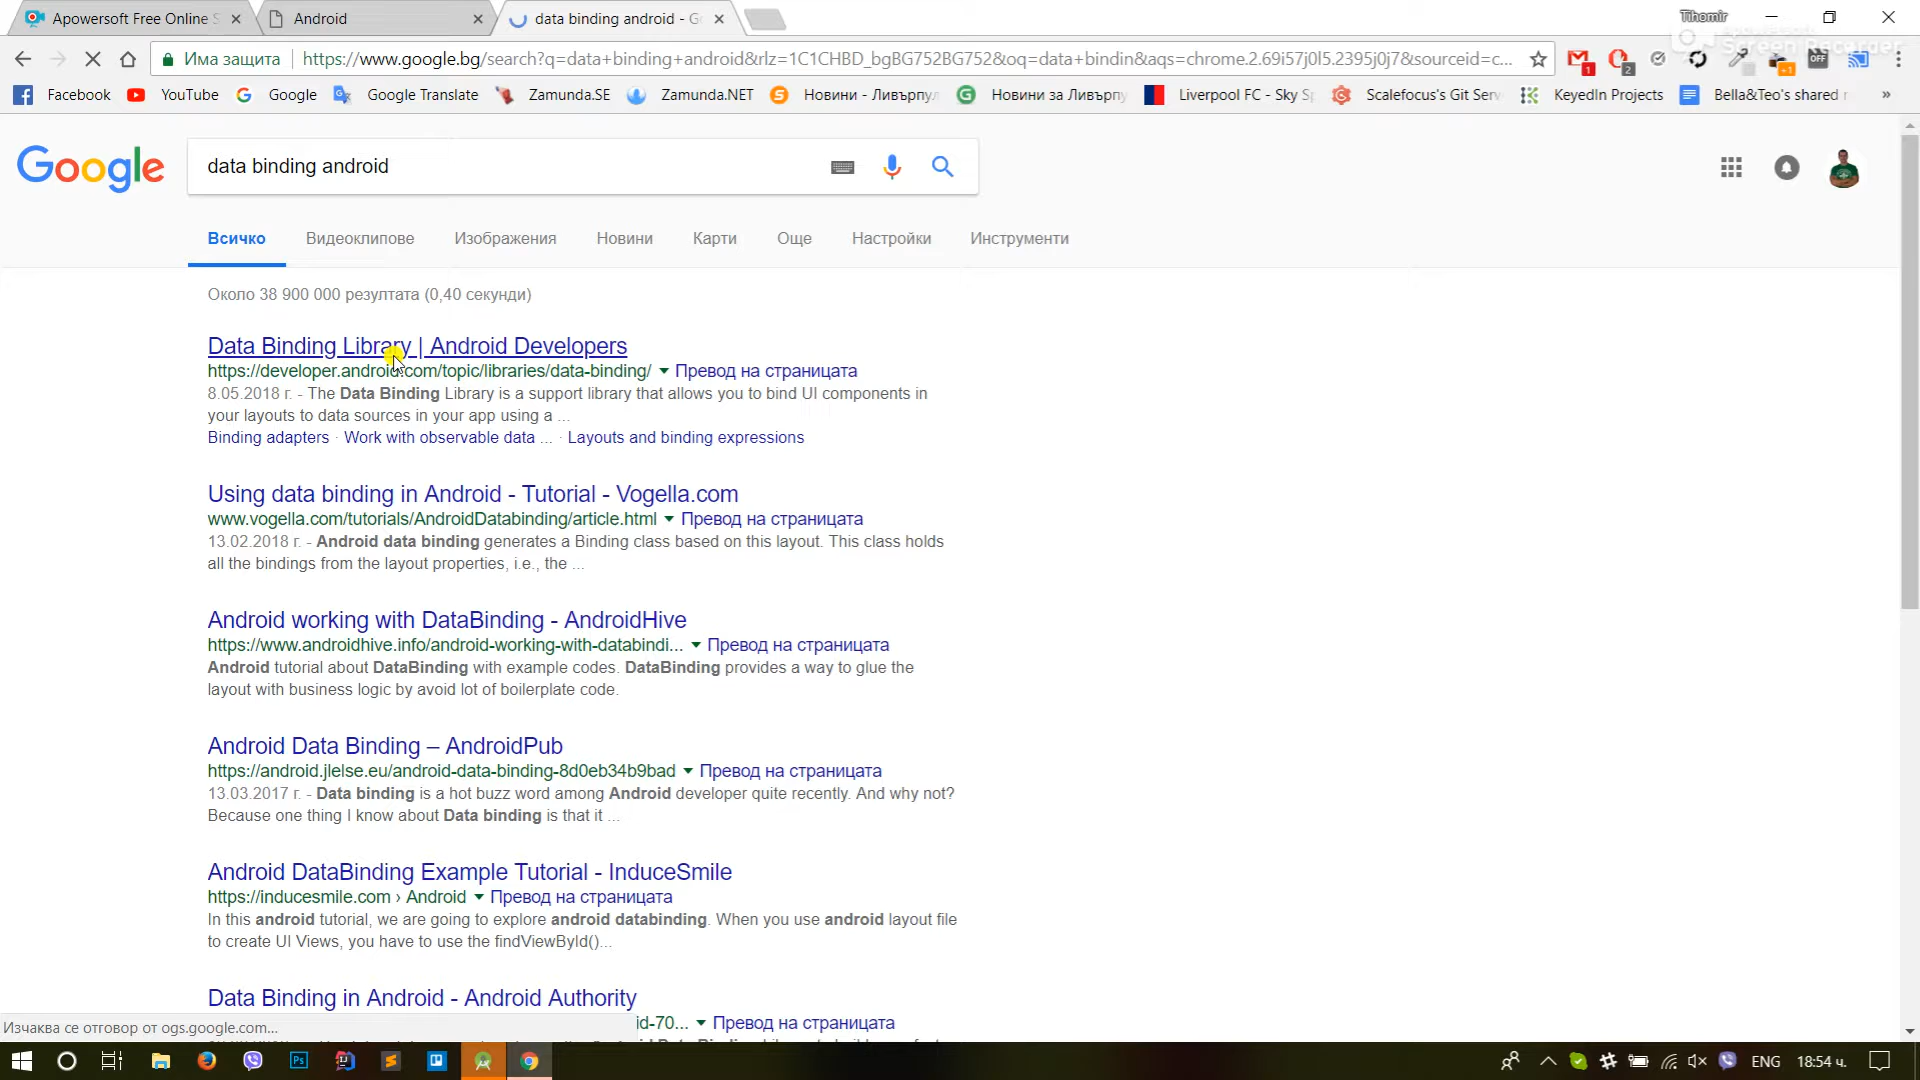 Apowersoft Free Online S
Android
data binding android - G
Tihomir
Има защита
https://www.google.bg/search?q=data+binding+android&rlz=1C1CHBD_bgBG752BG752&oq=data+bindin&aqs=chrome.2.69i57j0l5.2395j0j7&sourceid=c...
1
2
+1
OFF
Facebook
YouTube
Google
Google Translate
Zamunda.SE
Zamunda.NET
Новини - Ливърпул
Новини за Ливърпу
Liverpool FC - Sky Sp
Scalefocus's Git Serv
KeyedIn Projects
Bella&Teo's shared
»
Screen Recorder
Google
data binding android
Всичко
Видеоклипове
Изображения
Новини
Карти
Още
Настройки
Инструменти
Около 38 900 000 резултата (0,40 секунди)
Data Binding Library | Android Developers
https://developer.android.com/topic/libraries/data-binding/ ▼ Превод на страницата
8.05.2018 г. - The Data Binding Library is a support library that allows you to bind UI components in
your layouts to data sources in your app using a ...
Binding adapters · Work with observable data ... · Layouts and binding expressions
Using data binding in Android - Tutorial - Vogella.com
www.vogella.com/tutorials/AndroidDatabinding/article.html ▼ Превод на страницата
13.02.2018 г. - Android data binding generates a Binding class based on this layout. This class holds
all the bindings from the layout properties, i.e., the ...
Android working with DataBinding - AndroidHive
https://www.androidhive.info/android-working-with-databindi... ▼ Превод на страницата
Android tutorial about DataBinding with example codes. DataBinding provides a way to glue the
layout with business logic by avoid lot of boilerplate code.
Android Data Binding – AndroidPub
https://android.jlelse.eu/android-data-binding-8d0eb34b9bad ▼ Превод на страницата
13.03.2017 г. - Data binding is a hot buzz word among Android developer quite recently. And why not?
Because one thing I know about Data binding is that it ...
Android DataBinding Example Tutorial - InduceSmile
https://inducesmile.com › Android ▼ Превод на страницата
In this android tutorial, we are going to explore android databinding. When you use android layout file
to create UI Views, you have to use the findViewById()...
Data Binding in Android - Android Authority
id-70... ▼ Превод на страницата
Изчаква се отговор от ogs.google.com...
Ps
ENG
18:54 ч.